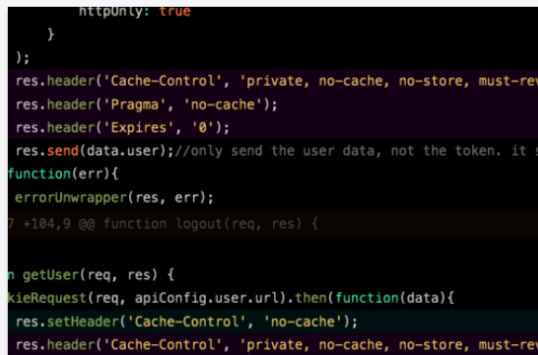 httpOnly: true
}
);
res.header('Cache-Control', 'private, no-cache, no-store, must-rev
res.header('Pragma', 'no-cache');
res.header('Expires', '0');
res.send(data.user);//only send the user data, not the token. it s
function(err){
errorUnwrapper(res, err);
7 +104,9 @@ function logout(req, res) {
n getUser(req, res) {
kieRequest(req, apiConfig.user.url).then(function(data){
res.setHeader('Cache-Control', 'no-cache');
res.header('Cache-Control', 'private, no-cache, no-store, must-rev